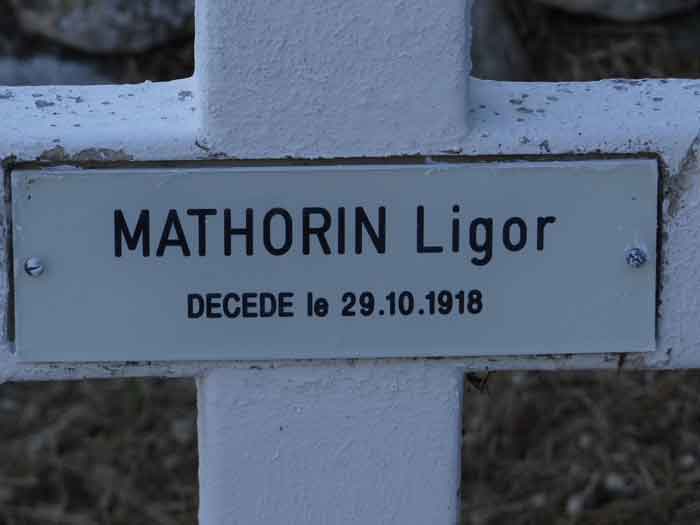 MATHORIN Ligor
DECEDE le 29.10.1918